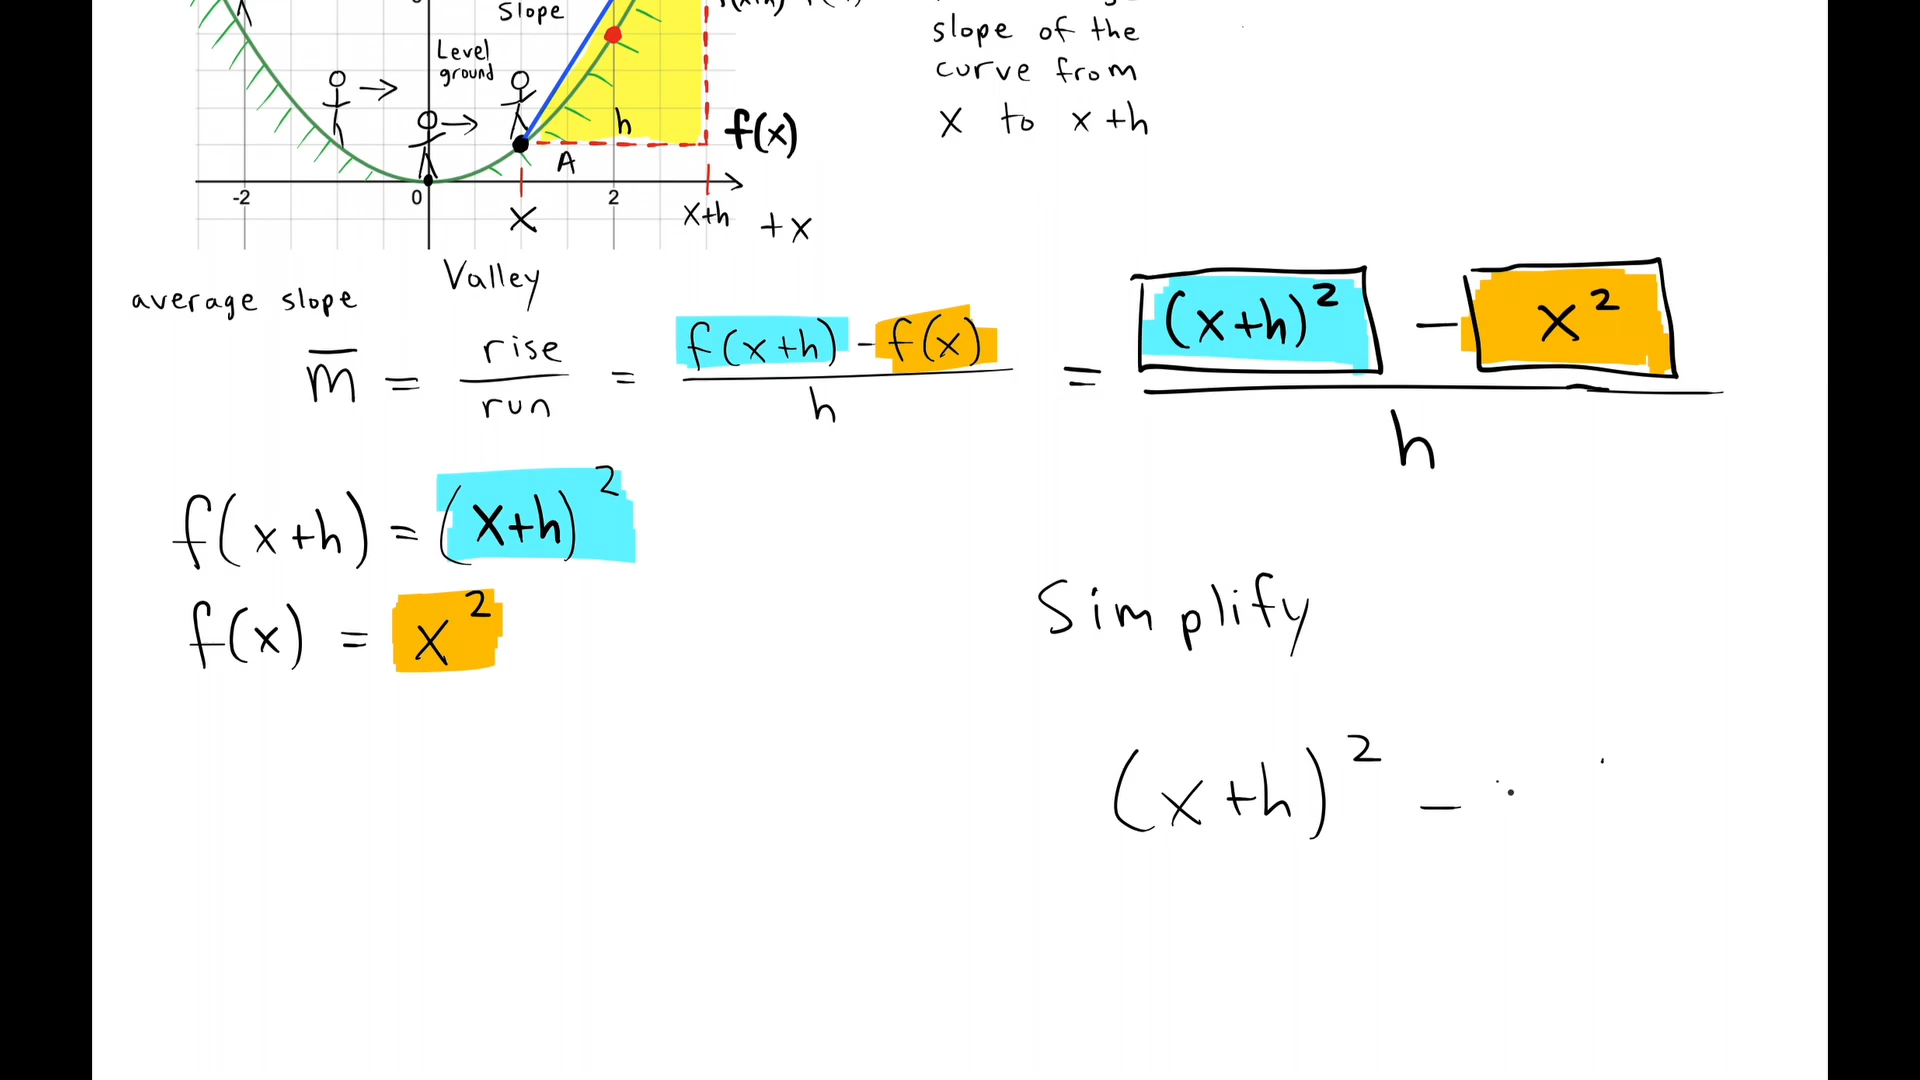 Slope
slope of the
Level
ground
curve from
h
f(x)
x to x+h
A
-2
0
2
X
x+h
+x
Valley
average slope
m̅ = rise/run = f(x+h) - f(x)/h = (x+h)² - x²/h
f(x+h) = (x+h)²
f(x) = x²
Simplify
(x+h)² -